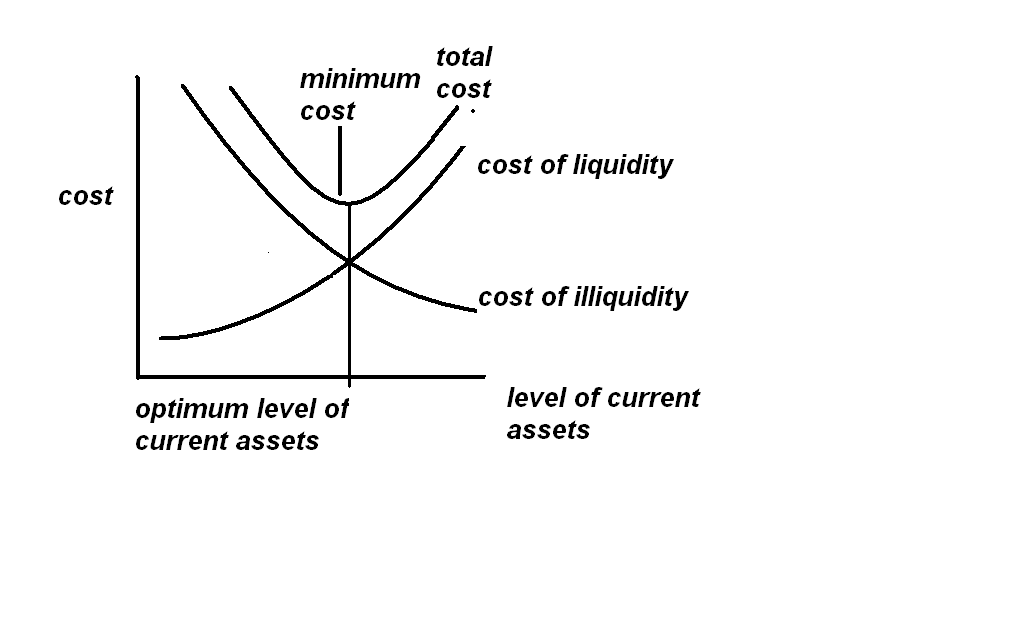 total
cost
minimum
cost
cost of liquidity
cost
cost of illiquidity
level of current
assets
optimum level of
current assets